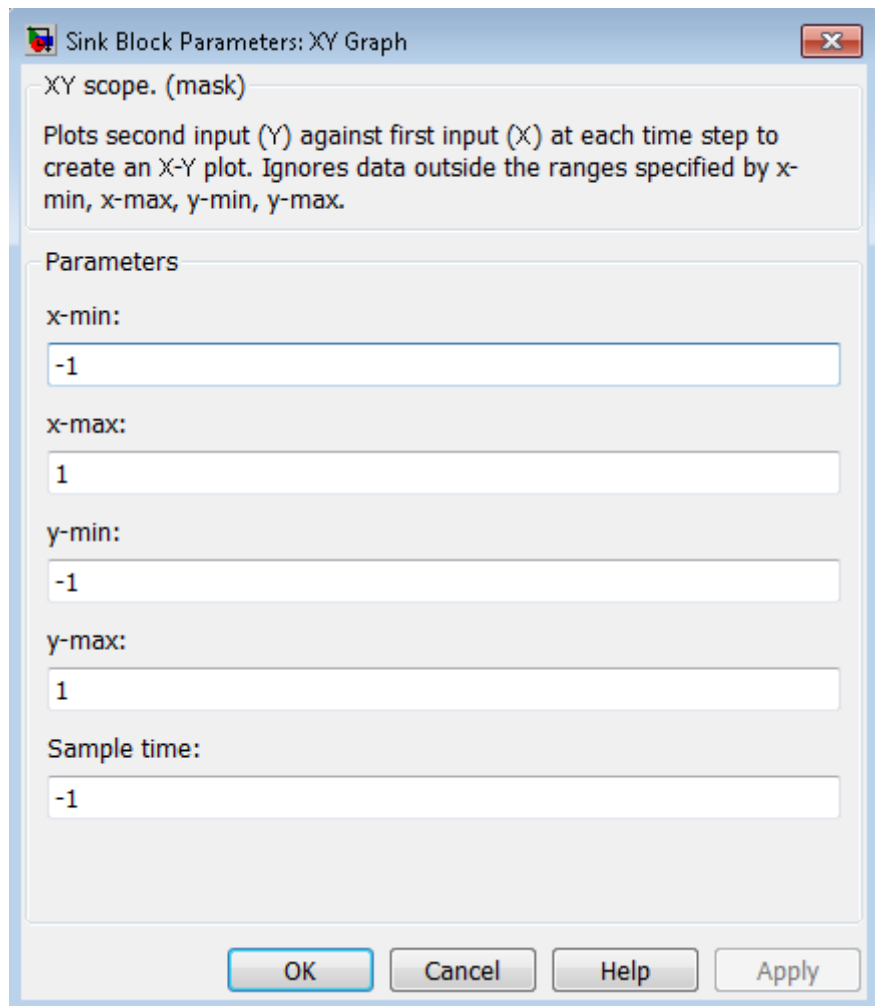 Sink Block Parameters: XY Graph
XY scope. (mask)
Plots second input (Y) against first input (X) at each time step to
create an X-Y plot. Ignores data outside the ranges specified by x-
min, x-max, y-min, y-max.
Parameters
x-min:
-1
x-max:
1
y-min:
-1
y-max:
1
Sample time:
-1
OK Cancel Help Apply